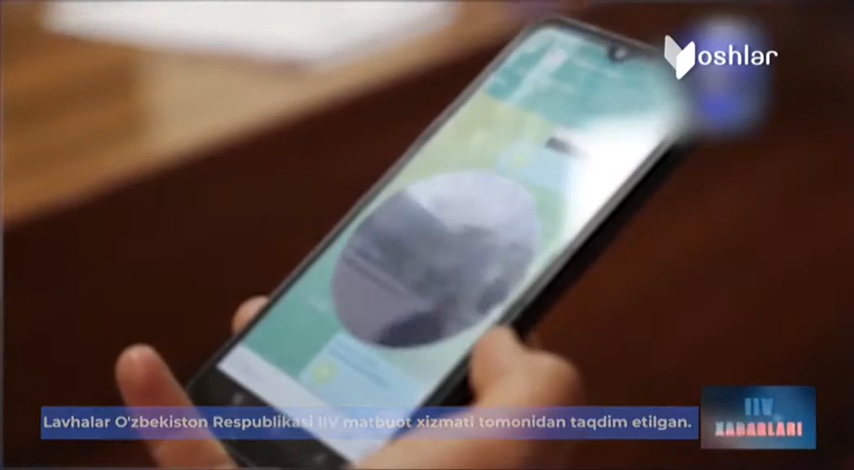 Yoshlar
Lavhalar O'zbekiston Respublikasi IIV matbuot xizmati tomonidan taqdim etilgan.
IIV
XABARLARI